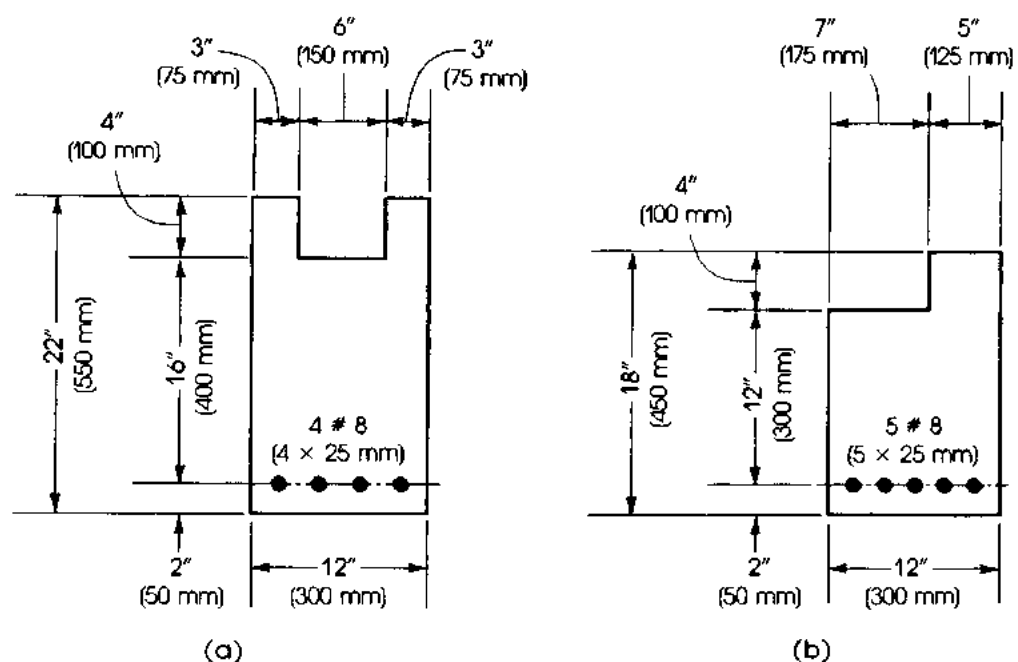 6″
(150 mm)
3″
(75 mm)
3″
(75 mm)
4″
(100 mm)
22″
(550 mm)
16″
(400 mm)
4 # 8
(4 × 25 mm)
2″
(50 mm)
12″
(300 mm)
(a)
7″
(175 mm)
5″
(125 mm)
4″
(100 mm)
18″
(450 mm)
12″
(300 mm)
5 # 8
(5 × 25 mm)
2″
(50 mm)
12″
(300 mm)
(b)